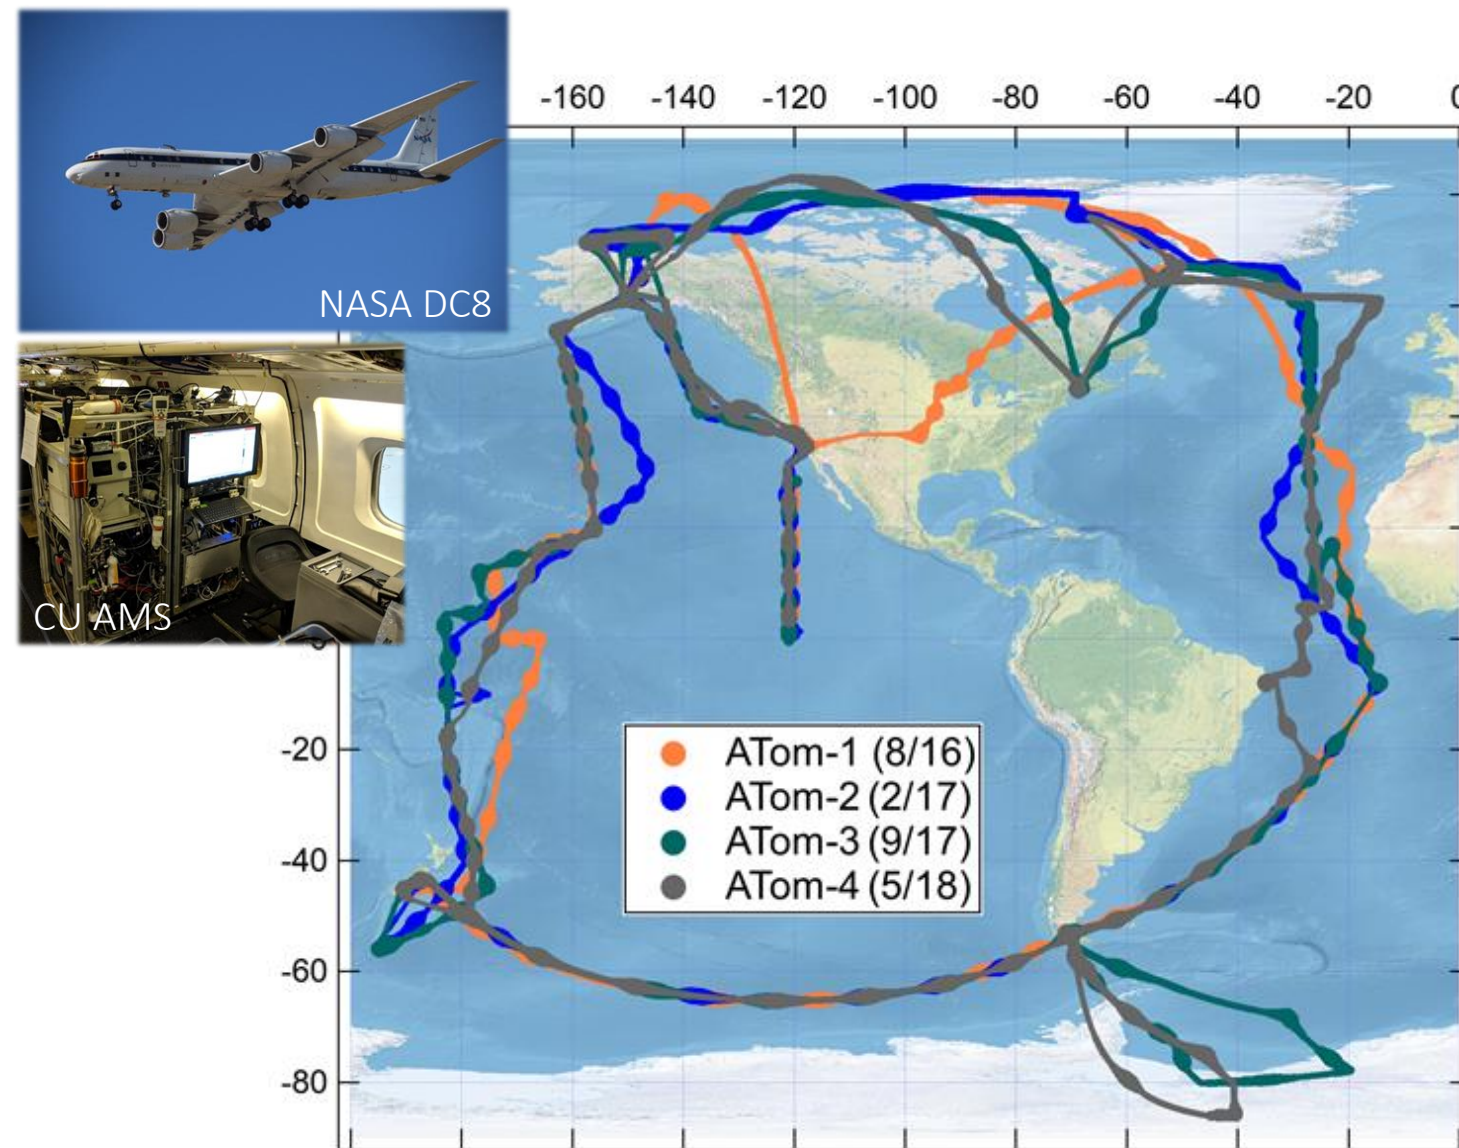 -160 -140 -120 -100 -80 -60 -40 -20
NASA
NASA DC8
CU AMS
-20
-40
-60
-80
ATom-1 (8/16)
ATom-2 (2/17)
ATom-3 (9/17)
ATom-4 (5/18)